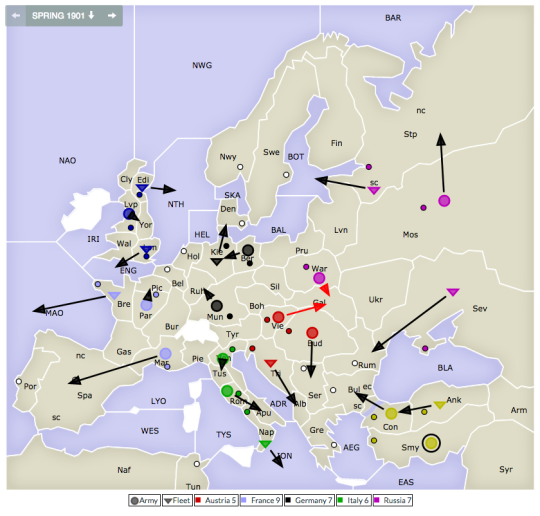 SPRING 1901
BAR
NWG
nc
Stp
Fin
Nwy
Swe
BOT
NAO
Cly
Edi
sc
SKA
NTH
Lvp
Den
Yor
Mos
IRI
HEL
BAL
Lvn
Wal
Kie
Ber
Hol
Pru
ENG
War
Bel
Pic
Sil
Ruh
Gal
Ukr
MAO
Bre
Boh
Par
Mun
Sev
Vie
Bur
Bud
Tyr
nc
Gas
Mar
Pie
Rum
BLA
Tus
Tri
Por
Spa
Ser
Bul
ec
Ank
LYO
ADR
Alb
sc
Arm
Rom
Apu
Con
sc
WES
TYS
Nap
Gre
Smy
ION
AEG
Naf
Syr
Tun
EAS
Army Fleet Austria 5 France 9 Germany 7 Italy 6 Russia 7